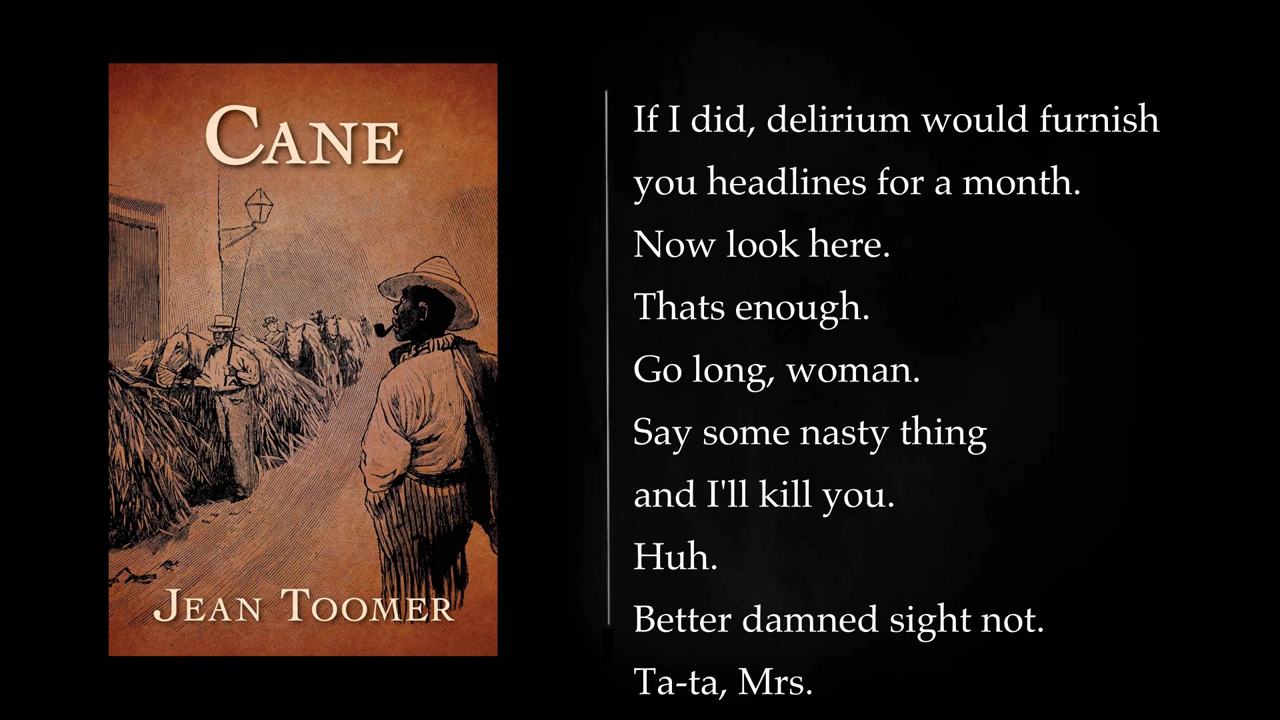 CANE
JEAN TOOMER
If I did, delirium would furnish
you headlines for a month.
Now look here.
Thats enough.
Go long, woman.
Say some nasty thing
and I'll kill you.
Huh.
Better damned sight not.
Ta-ta, Mrs.